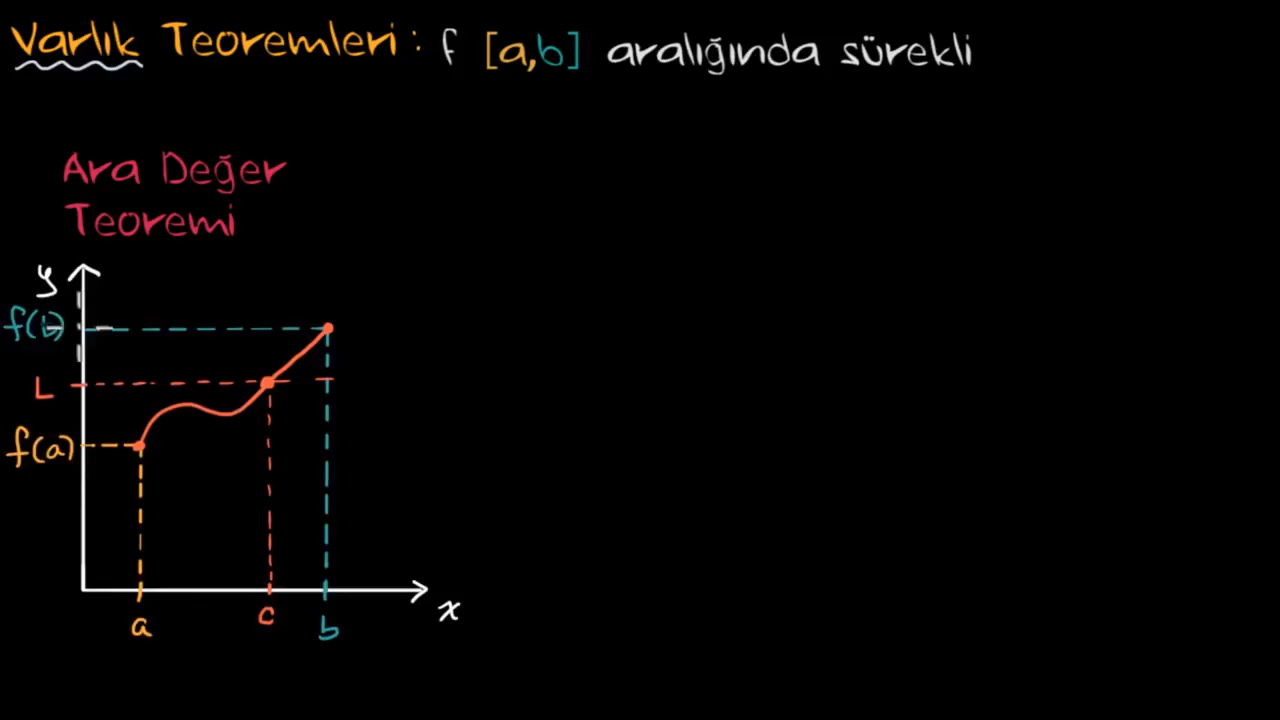 Varlık Teoremleri: f [a,b] aralığında sürekli
Ara Değer
Teoremi
y
f(b)
L
f(a)
a
c
b
x